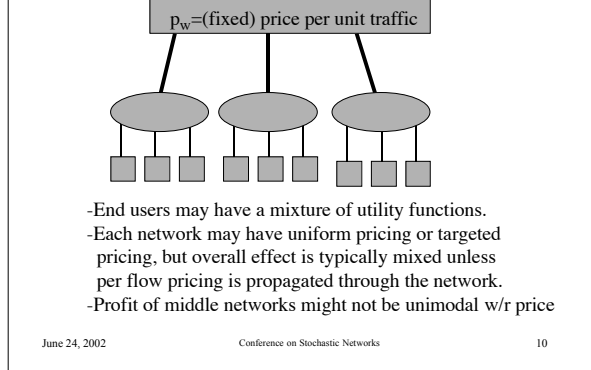 p_w=(fixed) price per unit traffic
-End users may have a mixture of utility functions.
-Each network may have uniform pricing or targeted
pricing, but overall effect is typically mixed unless
per flow pricing is propagated through the network.
-Profit of middle networks might not be unimodal w/r price
June 24, 2002
Conference on Stochastic Networks
10